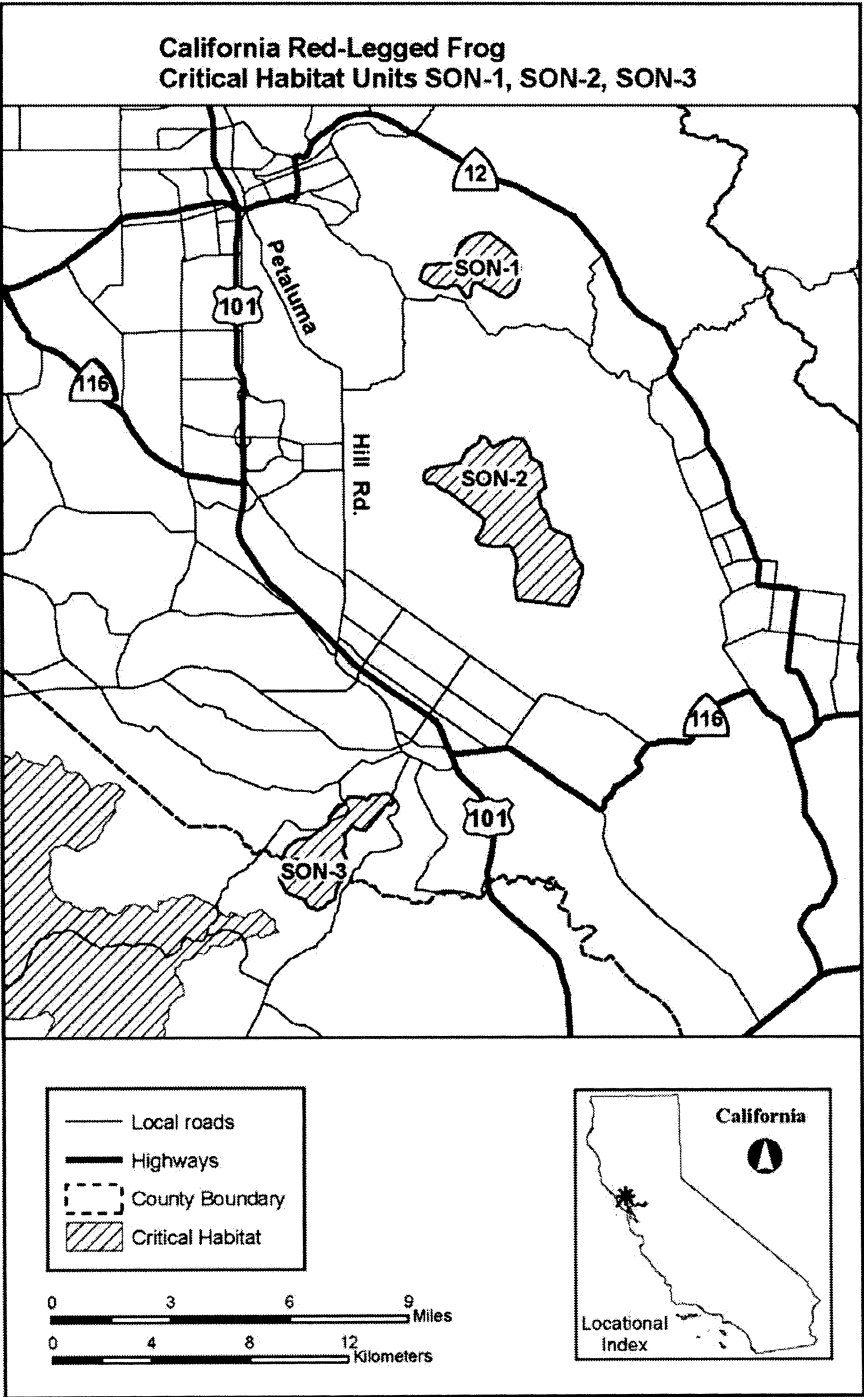 California Red-Legged Frog
Critical Habitat Units SON-1, SON-2, SON-3
12
SON-1
Petaluma
101
116
Hill Rd.
SON-2
116
101
SON-3
Local roads
Highways
County Boundary
Critical Habitat
0 3 6 9 Miles
0 4 8 12 Kilometers
California
Locational
Index